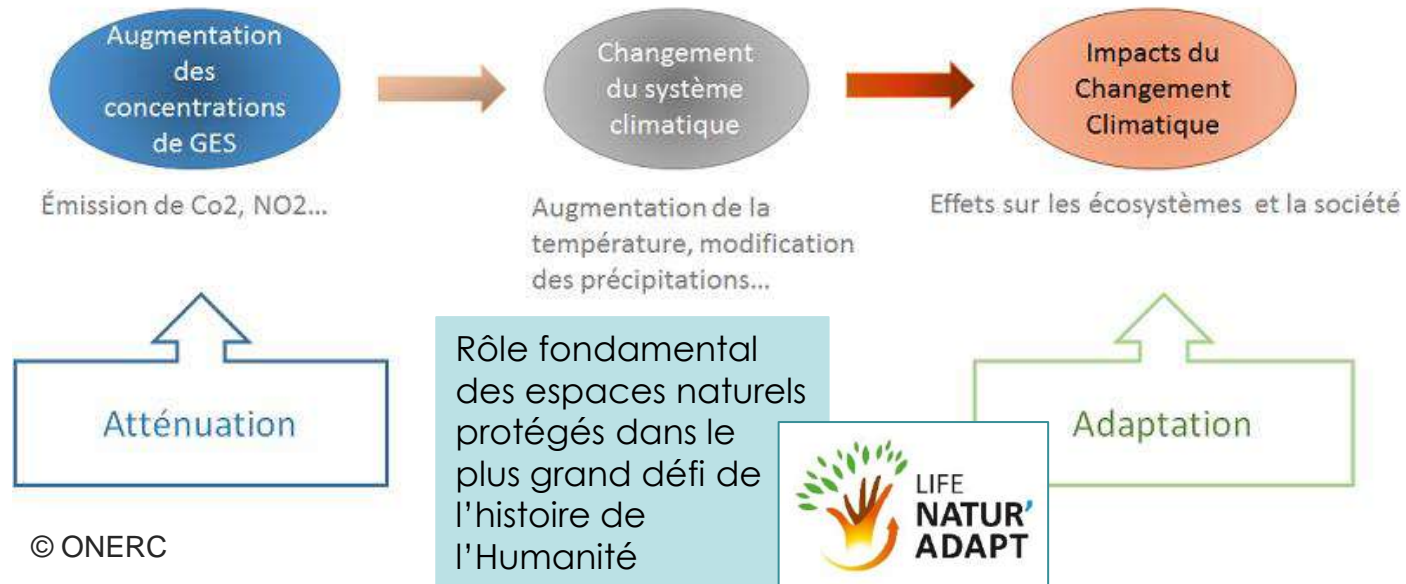 Augmentation
des
concentrations
de GES
Changement
du système
climatique
Impacts du
Changement
Climatique
Émission de Co2, NO2...
Augmentation de la
température, modification
des précipitations...
Effets sur les écosystèmes et la société
Atténuation
Rôle fondamental
des espaces naturels
protégés dans le
plus grand défi de
l’histoire de
l’Humanité
LIFE
NATUR’
ADAPT
Adaptation
© ONERC